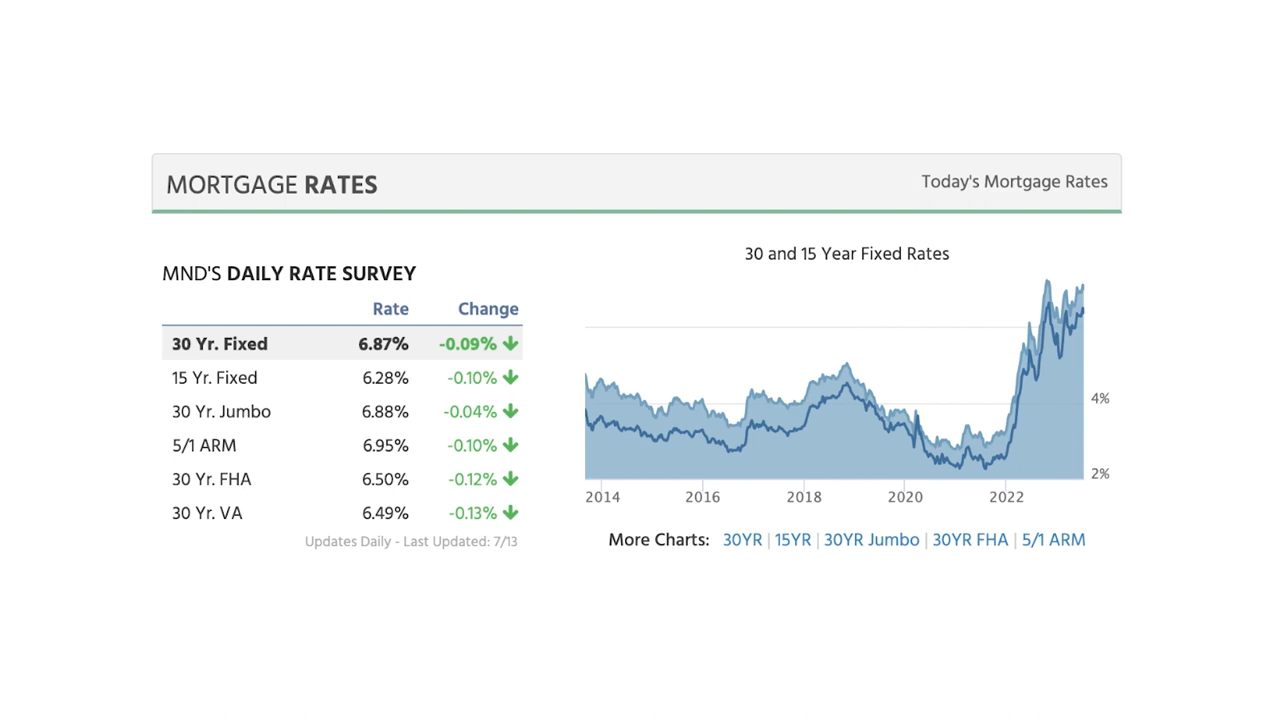 MORTGAGE RATES
Today's Mortgage Rates
MND'S DAILY RATE SURVEY
Rate Change
30 Yr. Fixed 6.87% -0.09%
15 Yr. Fixed 6.28% -0.10%
30 Yr. Jumbo 6.88% -0.04%
5/1 ARM 6.95% -0.10%
30 Yr. FHA 6.50% -0.12%
30 Yr. VA 6.49% -0.13%
Updates Daily - Last Updated: 7/13
30 and 15 Year Fixed Rates
4%
2%
2014 2016 2018 2020 2022
More Charts: 30YR | 15YR | 30YR Jumbo | 30YR FHA | 5/1 ARM